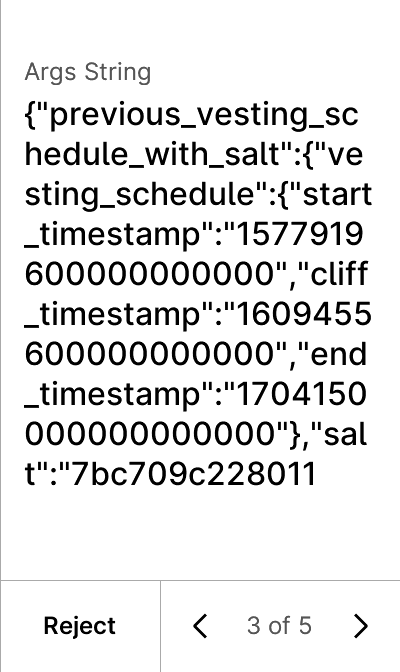 Args String
{"previous_vesting_sc
hedule_with_salt":{"ve
sting_schedule":{"start
_timestamp":"1577919
600000000000","cliff
_timestamp":"1609455
600000000000","end
_timestamp":"1704150
000000000000"},"sal
t":"7bc709c228011
Reject
3 of 5